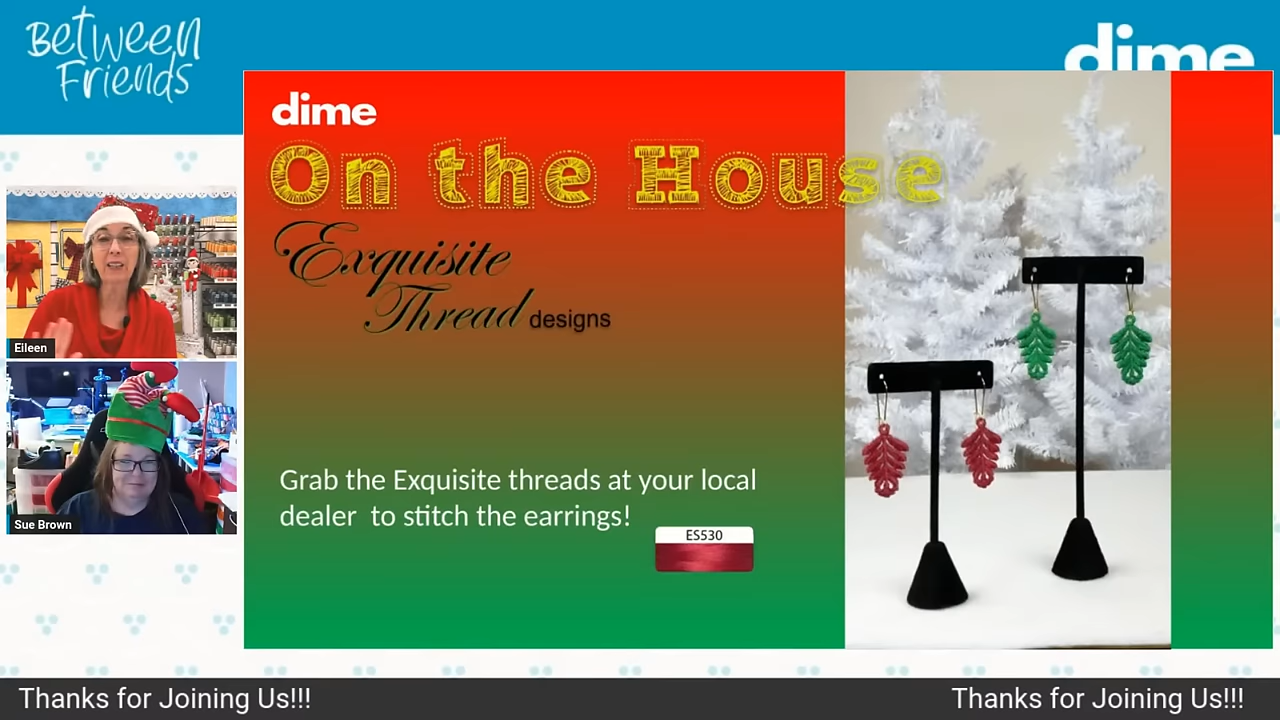 Between
Friends
dime
dime
On the House
Exquisite
Thread designs
Grab the Exquisite threads at your local
dealer to stitch the earrings!
ES530
Eileen
Sue Brown
Thanks for Joining Us!!!
Thanks for Joining Us!!!